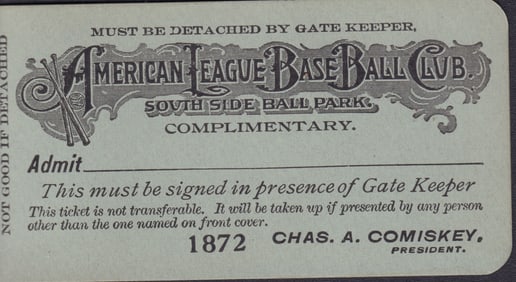 MUST BE DETACHED BY GATE KEEPER,
AMERICAN LEAGUE BASE BALL CLUB.
SOUTH SIDE BALL PARK.
COMPLIMENTARY.
Admit
This must be signed in presence of Gate Keeper
This ticket is not transferable. It will be taken up if presented by any person
other than the one named on front cover.
1872 CHAS. A. COMISKEY,
PRESIDENT.
NOT GOOD IF DETACHED